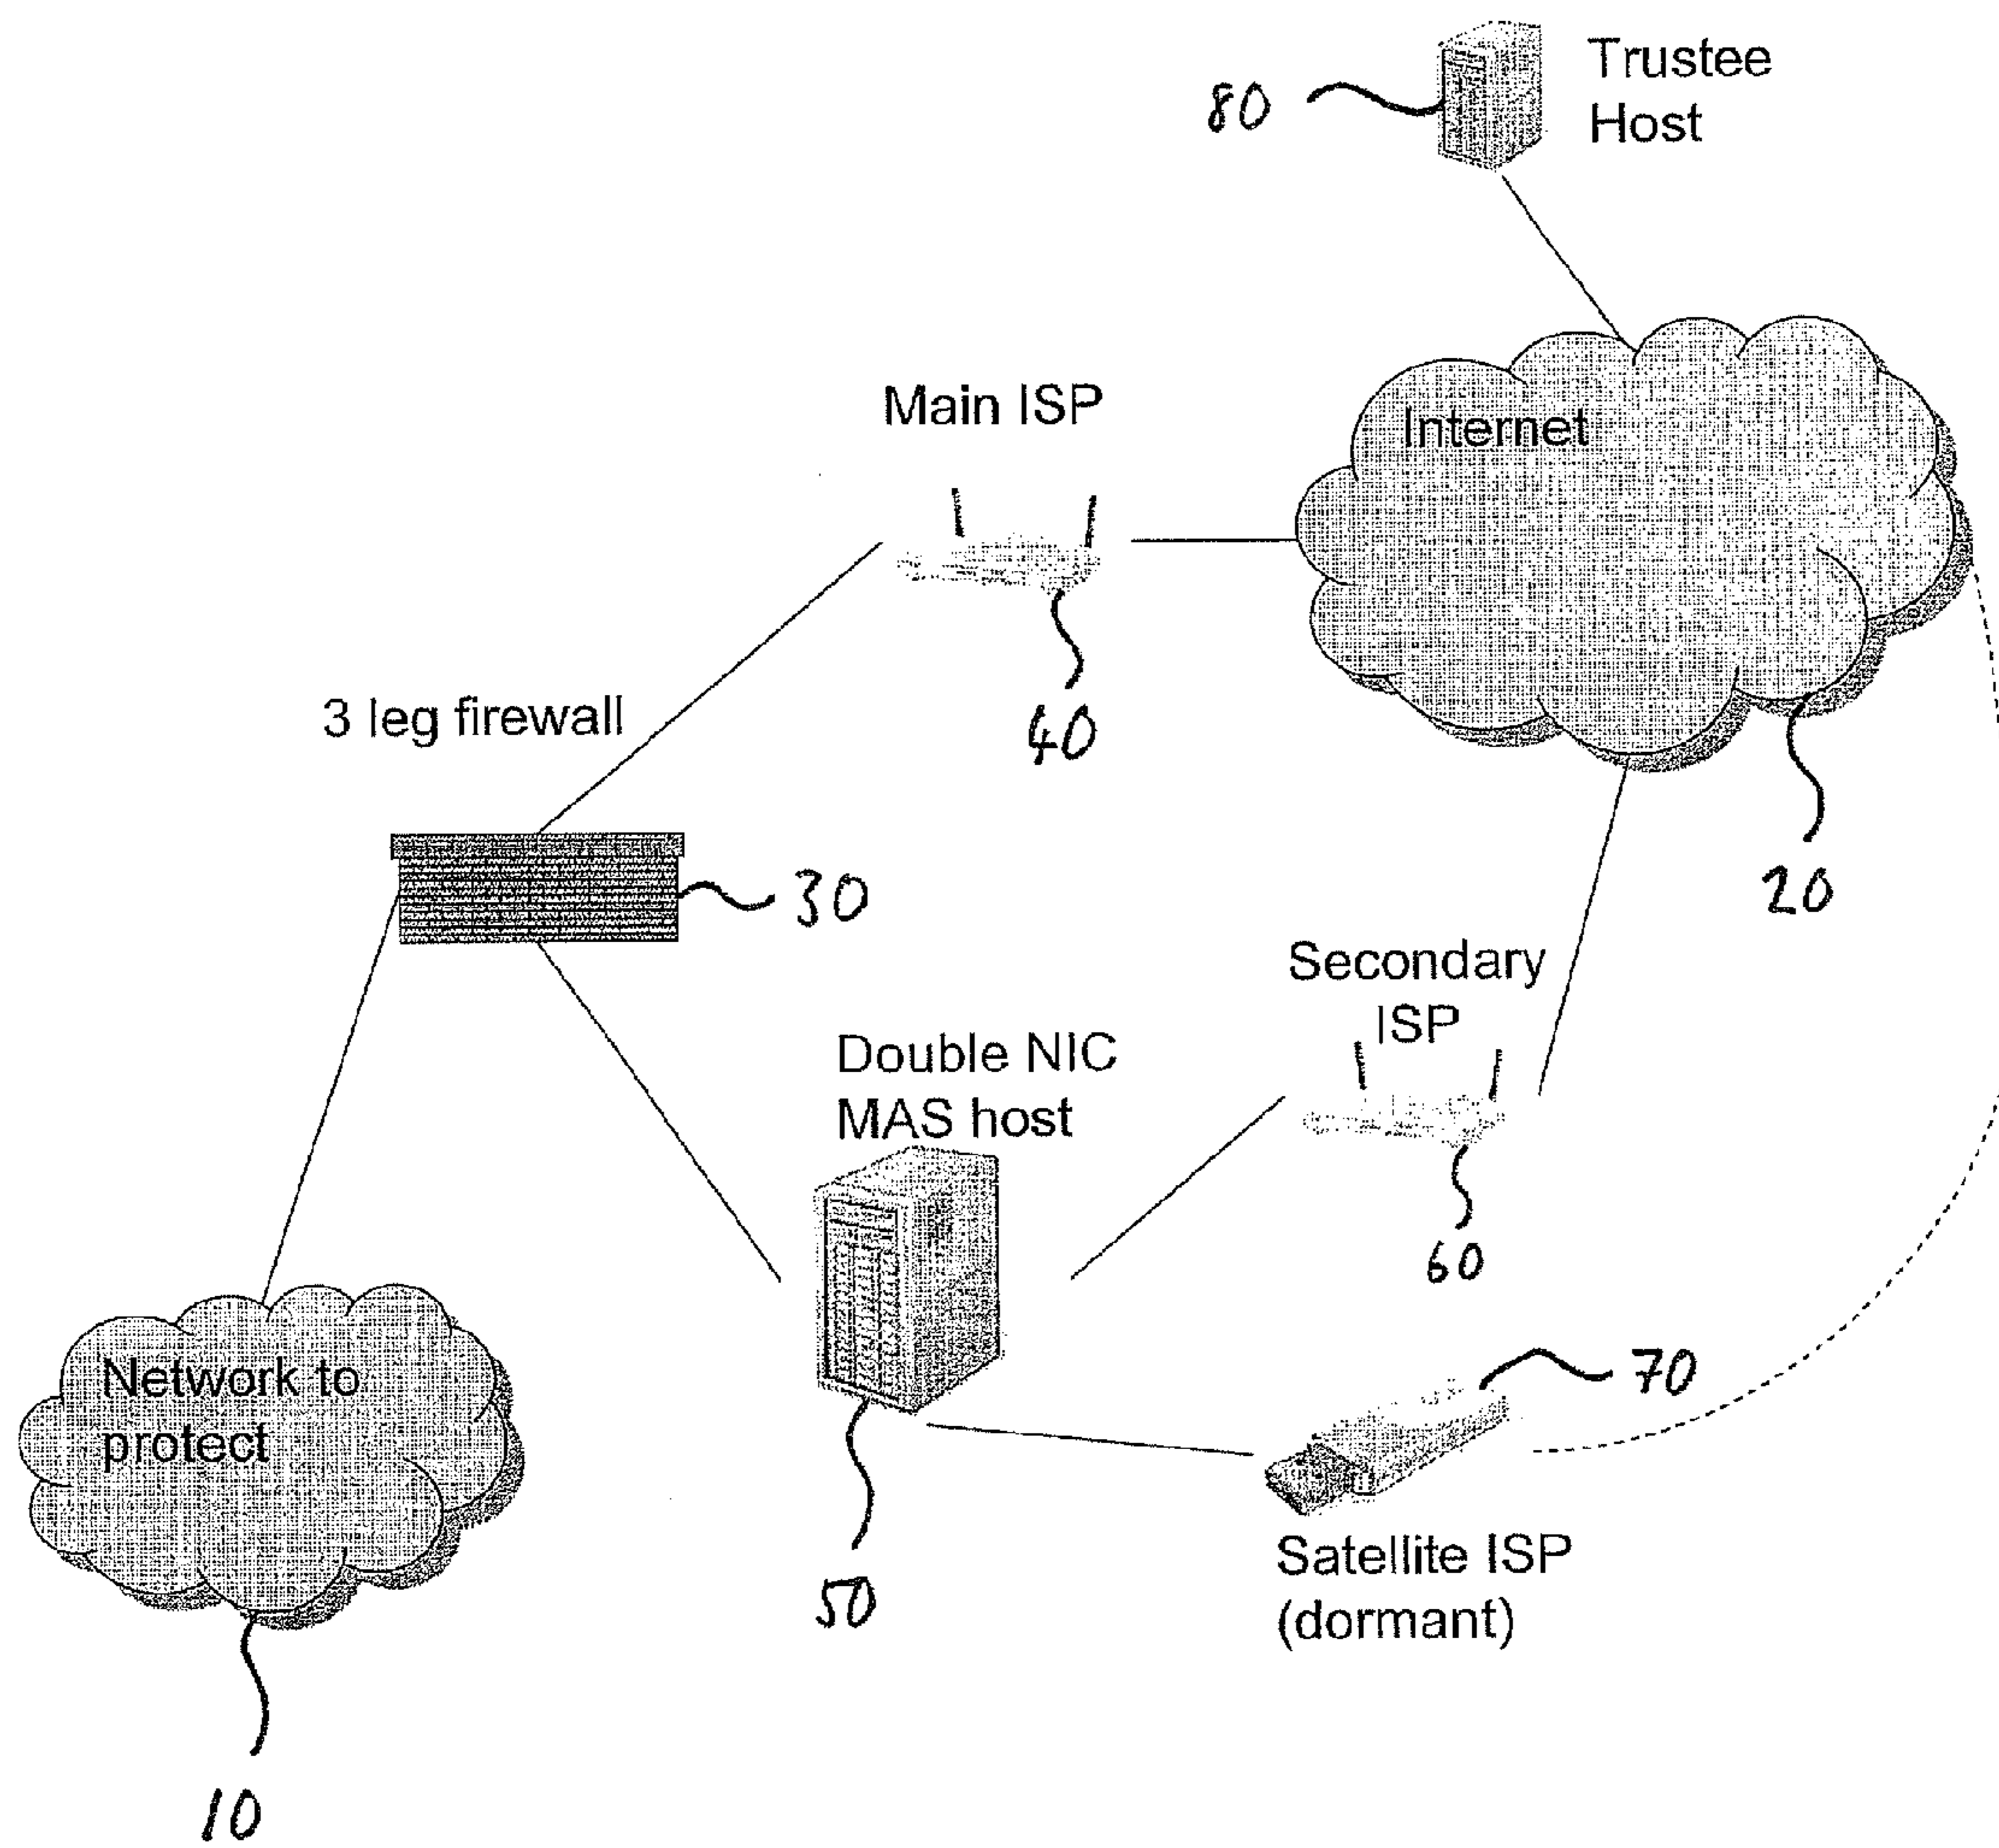 Trustee
Host
80
Main ISP
Internet
40
3 leg firewall
30
20
Secondary
ISP
Double NIC
MAS host
60
Network to
protect
70
Satellite ISP
(dormant)
50
10